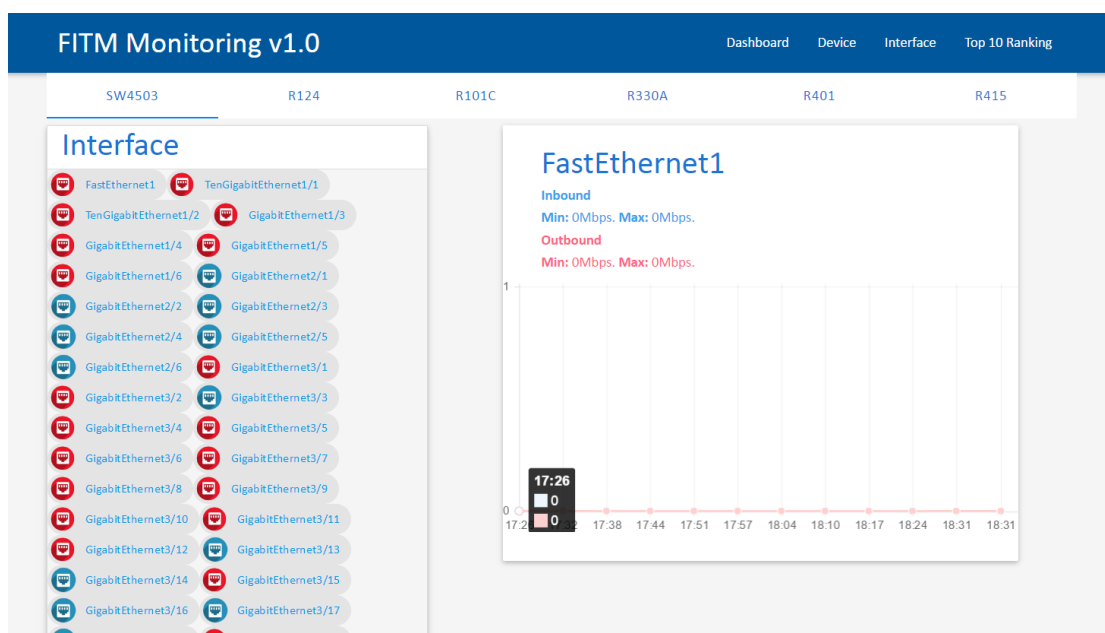 FITM Monitoring v1.0
Dashboard Device Interface Top 10 Ranking
SW4503 R124 R101C R330A R401 R415
Interface
FastEthernet1 TenGigabitEthernet1/1
TenGigabitEthernet1/2 GigabitEthernet1/3
GigabitEthernet1/4 GigabitEthernet1/5
GigabitEthernet1/6 GigabitEthernet2/1
GigabitEthernet2/2 GigabitEthernet2/3
GigabitEthernet2/4 GigabitEthernet2/5
GigabitEthernet2/6 GigabitEthernet3/1
GigabitEthernet3/2 GigabitEthernet3/3
GigabitEthernet3/4 GigabitEthernet3/5
GigabitEthernet3/6 GigabitEthernet3/7
GigabitEthernet3/8 GigabitEthernet3/9
GigabitEthernet3/10 GigabitEthernet3/11
GigabitEthernet3/12 GigabitEthernet3/13
GigabitEthernet3/14 GigabitEthernet3/15
GigabitEthernet3/16 GigabitEthernet3/17
FastEthernet1
Inbound
Min: 0Mbps. Max: 0Mbps.
Outbound
Min: 0Mbps. Max: 0Mbps.
1
17:26
0
0
0
17:38 17:44 17:51 17:57 18:04 18:10 18:17 18:24 18:31 18:31